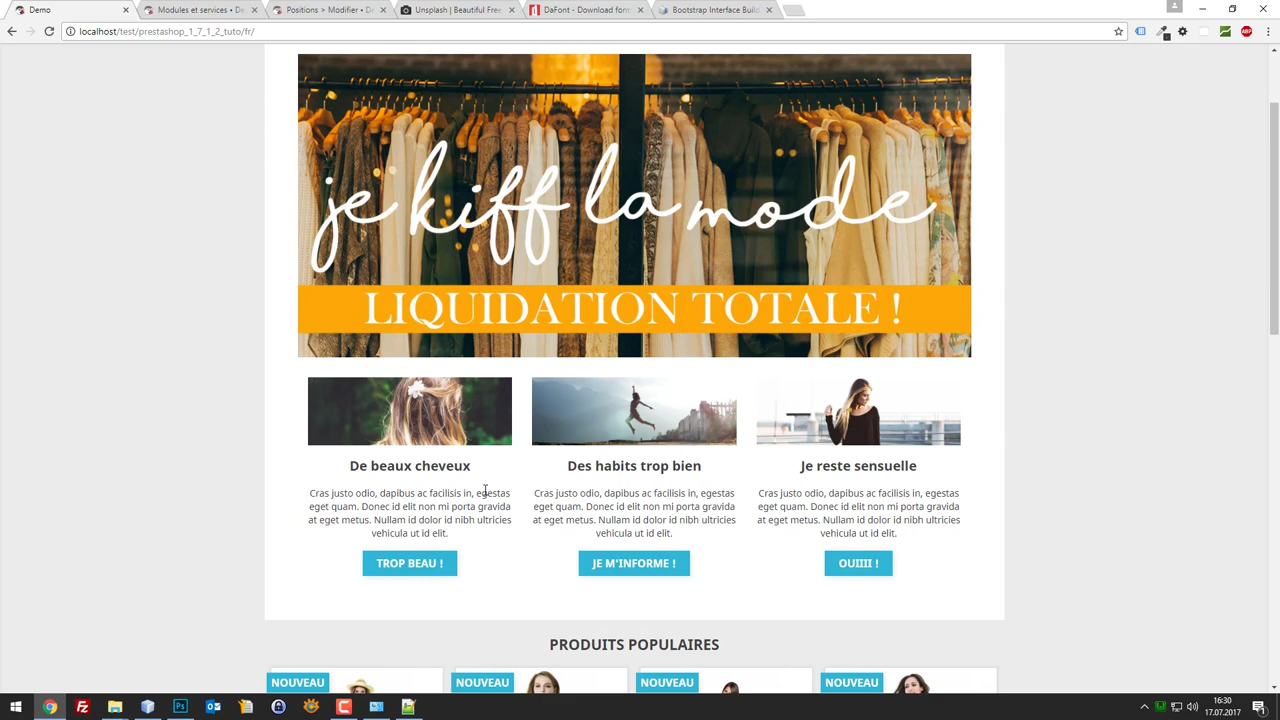 Demo
Modules et services • De
Positions > Modifier • De
Unsplash | Beautiful Free
DaFont - Download font
Bootstrap Interface Build
localhost/test/prestashop_1_7_1_2_tuto/fr/
je kiff la mode
LIQUIDATION TOTALE !
De beaux cheveux
Des habits trop bien
Je reste sensuelle
Cras justo odio, dapibus ac facilisis in, egestas
eget quam. Donec id elit non mi porta gravida
at eget metus. Nullam id dolor id nibh ultricies
vehicula ut id elit.
Cras justo odio, dapibus ac facilisis in, egestas
eget quam. Donec id elit non mi porta gravida
at eget metus. Nullam id dolor id nibh ultricies
vehicula ut id elit.
Cras justo odio, dapibus ac facilisis in, egestas
eget quam. Donec id elit non mi porta gravida
at eget metus. Nullam id dolor id nibh ultricies
vehicula ut id elit.
TROP BEAU !
JE M'INFORME !
OUIIII !
PRODUITS POPULAIRES
NOUVEAU
NOUVEAU
NOUVEAU
NOUVEAU
16:30
17.07.2017